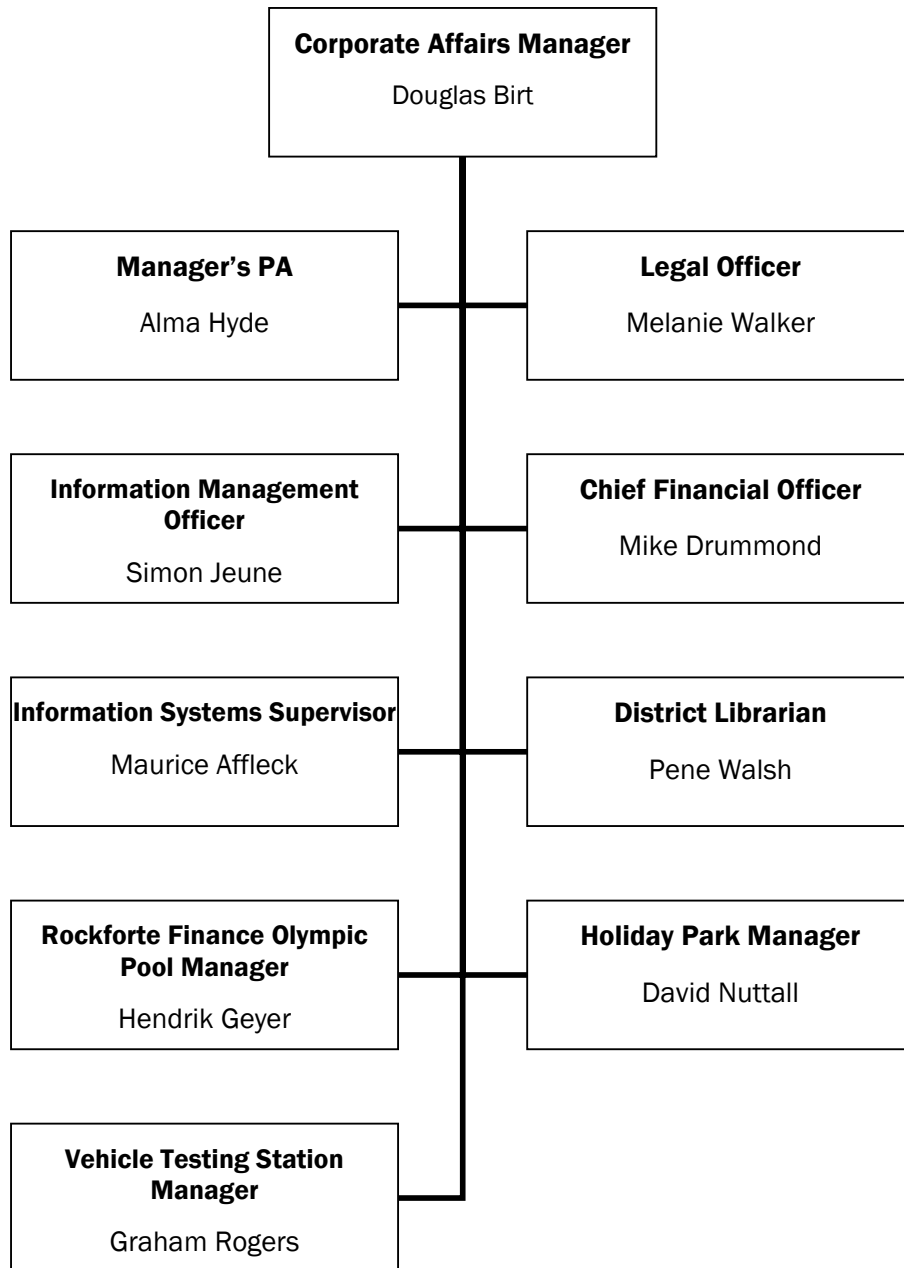 Corporate Affairs Manager
Douglas Birt
Manager’s PA
Alma Hyde
Legal Officer
Melanie Walker
Information Management
Officer
Simon Jeune
Chief Financial Officer
Mike Drummond
Information Systems Supervisor
Maurice Affleck
District Librarian
Pene Walsh
Rockforte Finance Olympic
Pool Manager
Hendrik Geyer
Holiday Park Manager
David Nuttall
Vehicle Testing Station
Manager
Graham Rogers